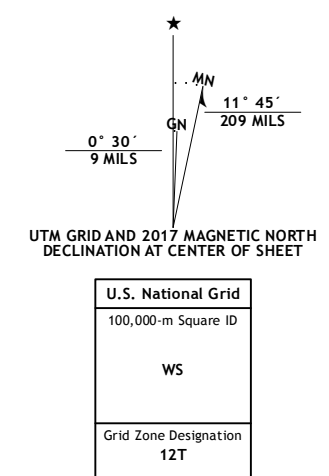 ★
MN
11° 45´
209 MILS
GN
0° 30´
9 MILS
UTM GRID AND 2017 MAGNETIC NORTH
DECLINATION AT CENTER OF SHEET
U.S. National Grid
100,000-m Square ID
WS
Grid Zone Designation
12T